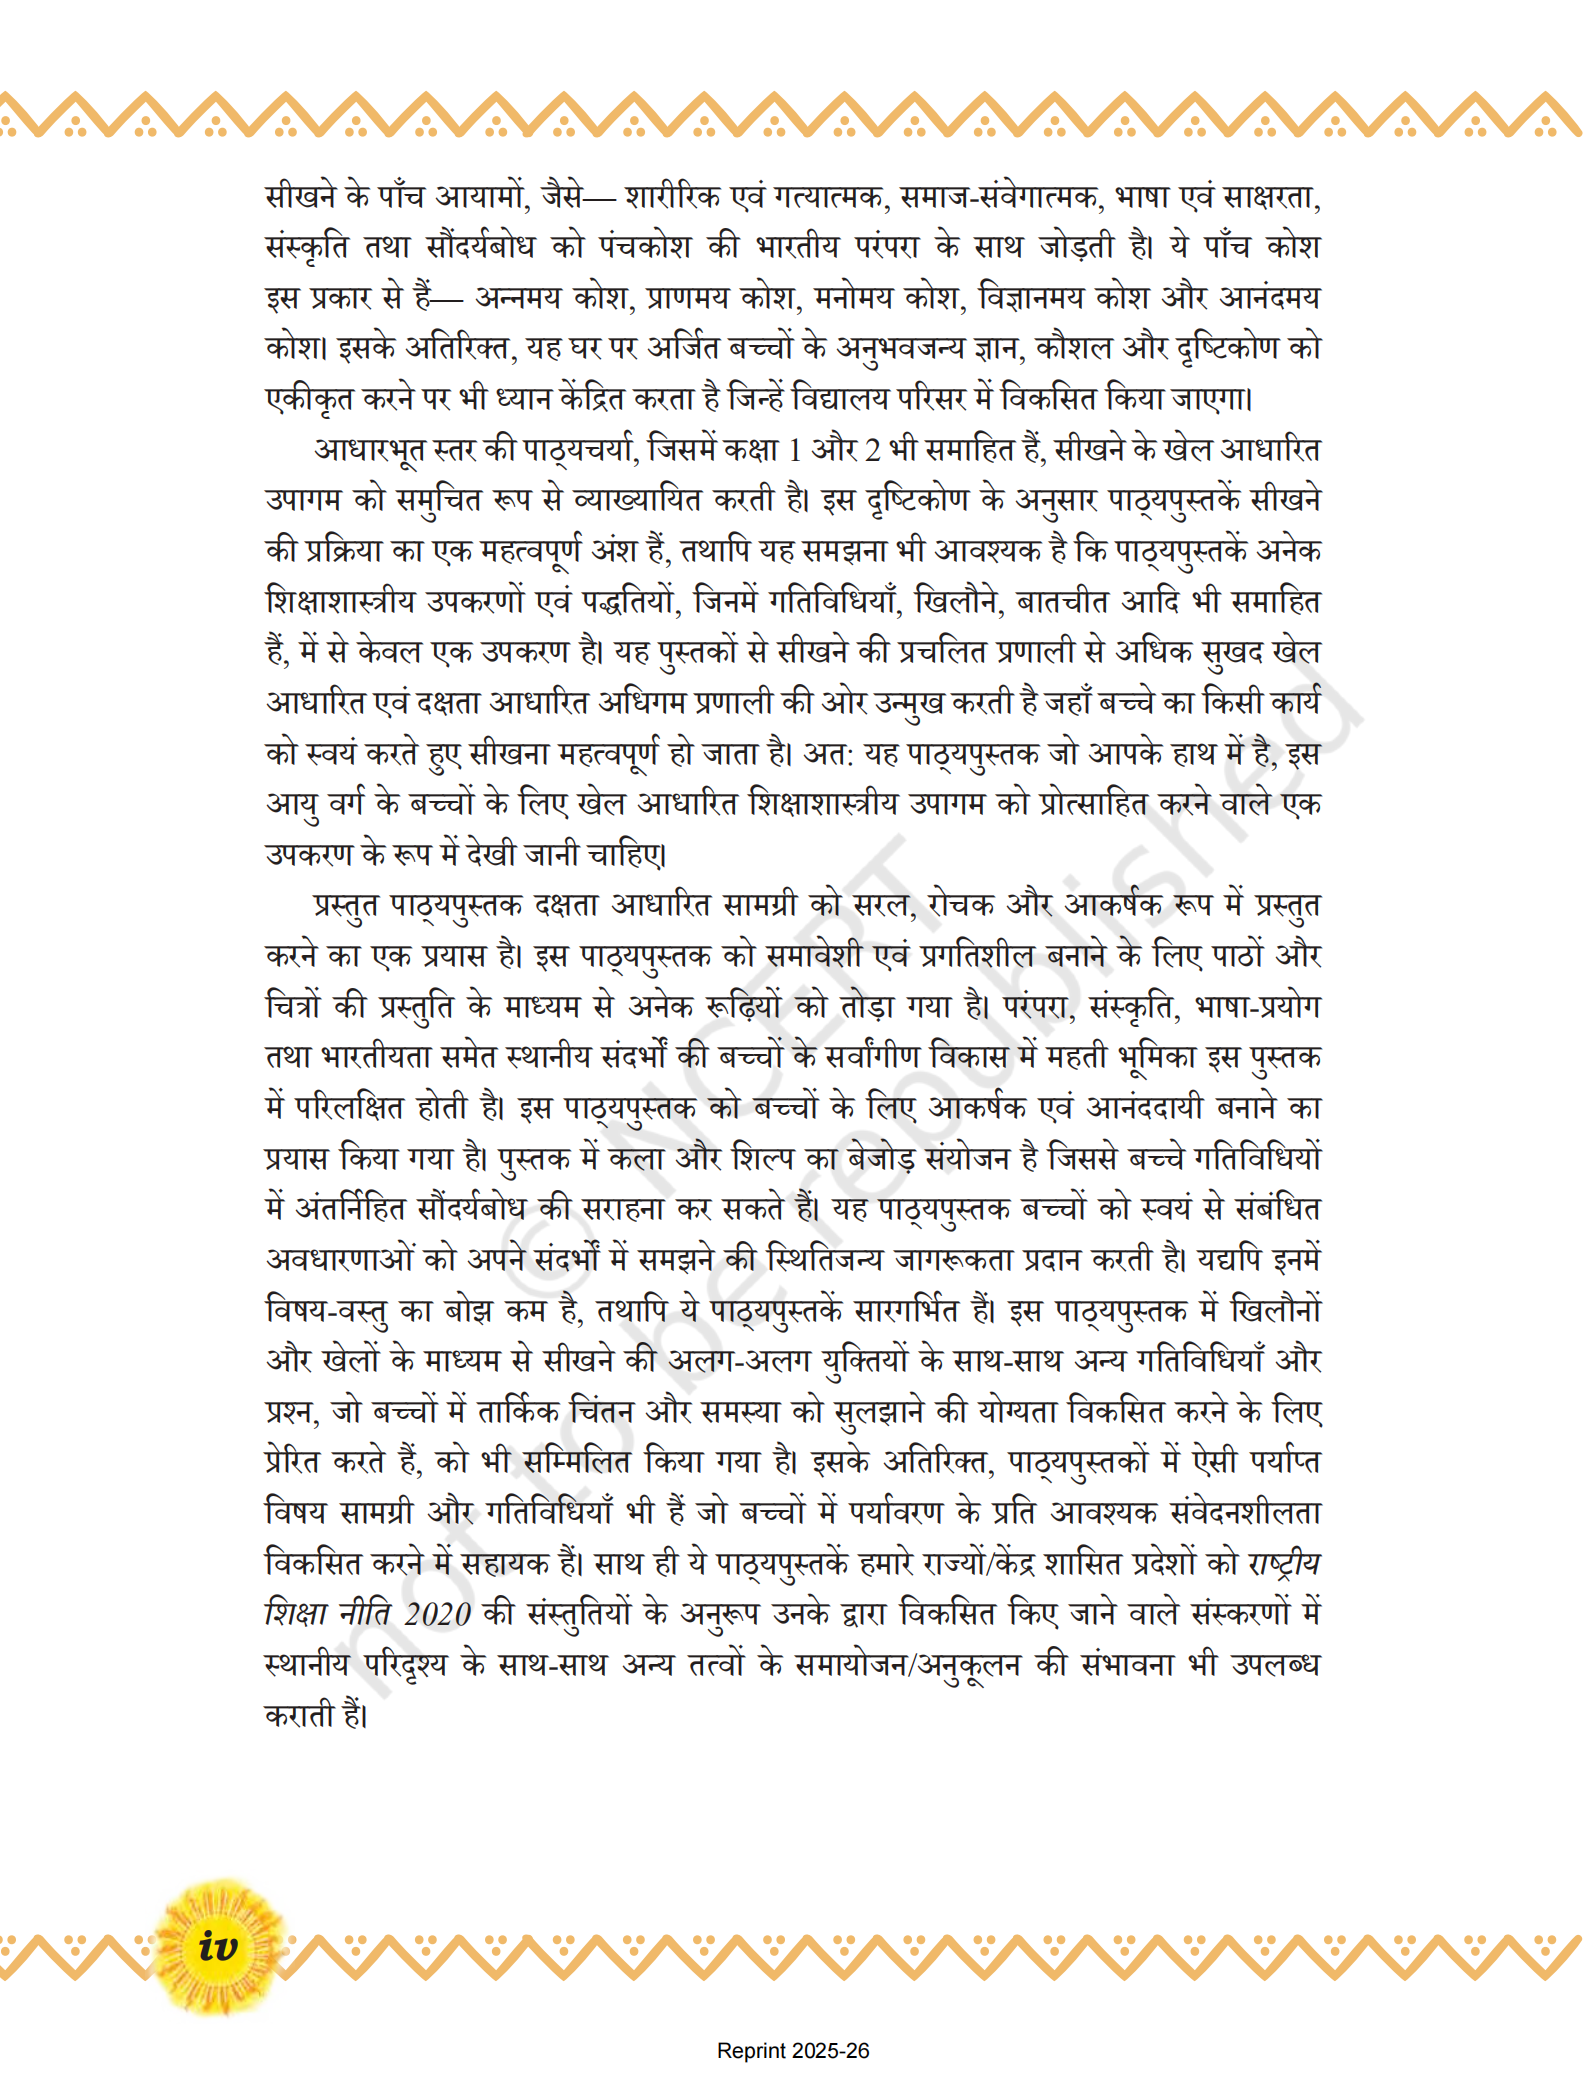 सीखने के पाँच आयामों, जैसे— शारीरिक एवं गत्यात्मक, समाज-संवेगात्मक, भाषा एवं साक्षरता,
संस्कृति तथा सौंदर्यबोध को पंचकोश की भारतीय परंपरा के साथ जोड़ती है। ये पाँच कोश
इस प्रकार से हैं— अन्नमय कोश, प्राणमय कोश, मनोमय कोश, विज्ञानमय कोश और आनंदमय
कोश। इसके अतिरिक्त, यह घर पर अर्जित बच्चों के अनुभवजन्य ज्ञान, कौशल और दृष्टिकोण को
एकीकृत करने पर भी ध्यान केंद्रित करता है जिन्हें विद्यालय परिसर में विकसित किया जाएगा।
आधारभूत स्तर की पाठ्यचर्या, जिसमें कक्षा 1 और 2 भी समाहित हैं, सीखने के खेल आधारित
उपागम को समुचित रूप से व्याख्यायित करती है। इस दृष्टिकोण के अनुसार पाठ्यपुस्तकें सीखने
की प्रक्रिया का एक महत्वपूर्ण अंश हैं, तथापि यह समझना भी आवश्यक है कि पाठ्यपुस्तकें अनेक
शिक्षाशास्त्रीय उपकरणों एवं पद्धतियों, जिनमें गतिविधियाँ, खिलौने, बातचीत आदि भी समाहित
हैं, में से केवल एक उपकरण है। यह पुस्तकों से सीखने की प्रचलित प्रणाली से अधिक सुखद खेल
आधारित एवं दक्षता आधारित अधिगम प्रणाली की ओर उन्मुख करती है जहाँ बच्चे का किसी कार्य
को स्वयं करते हुए सीखना महत्वपूर्ण हो जाता है। अत: यह पाठ्यपुस्तक जो आपके हाथ में है, इस
आयु वर्ग के बच्चों के लिए खेल आधारित शिक्षाशास्त्रीय उपागम को प्रोत्साहित करने वाले एक
उपकरण के रूप में देखी जानी चाहिए।
प्रस्तुत पाठ्यपुस्तक दक्षता आधारित सामग्री को सरल, रोचक और आकर्षक रूप में प्रस्तुत
करने का एक प्रयास है। इस पाठ्यपुस्तक को समावेशी एवं प्रगतिशील बनाने के लिए पाठों और
चित्रों की प्रस्तुति के माध्यम से अनेक रूढ़ियों को तोड़ा गया है। परंपरा, संस्कृति, भाषा-प्रयोग
तथा भारतीयता समेत स्थानीय संदर्भों की बच्चों के सर्वांगीण विकास में महती भूमिका इस पुस्तक
में परिलक्षित होती है। इस पाठ्यपुस्तक को बच्चों के लिए आकर्षक एवं आनंददायी बनाने का
प्रयास किया गया है। पुस्तक में कला और शिल्प का बेजोड़ संयोजन है जिससे बच्चे गतिविधियों
में अंतर्निहित सौंदर्यबोध की सराहना कर सकते हैं। यह पाठ्यपुस्तक बच्चों को स्वयं से संबंधित
अवधारणाओं को अपने संदर्भों में समझने की स्थितिजन्य जागरूकता प्रदान करती है। यद्यपि इनमें
विषय-वस्तु का बोझ कम है, तथापि ये पाठ्यपुस्तकें सारगर्भित हैं। इस पाठ्यपुस्तक में खिलौनों
और खेलों के माध्यम से सीखने की अलग-अलग युक्तियों के साथ-साथ अन्य गतिविधियाँ और
प्रश्न, जो बच्चों में तार्किक चिंतन और समस्या को सुलझाने की योग्यता विकसित करने के लिए
प्रेरित करते हैं, को भी सम्मिलित किया गया है। इसके अतिरिक्त, पाठ्यपुस्तकों में ऐसी पर्याप्त
विषय सामग्री और गतिविधियाँ भी हैं जो बच्चों में पर्यावरण के प्रति आवश्यक संवेदनशीलता
विकसित करने में सहायक हैं। साथ ही ये पाठ्यपुस्तकें हमारे राज्यों/केंद्र शासित प्रदेशों को राष्ट्रीय
शिक्षा नीति 2020 की संस्तुतियों के अनुरूप उनके द्वारा विकसित किए जाने वाले संस्करणों में
स्थानीय परिदृश्य के साथ-साथ अन्य तत्वों के समायोजन/अनुकूलन की संभावना भी उपलब्ध
कराती हैं।
© NCERT
not to be republished
iv
Reprint 2025-26